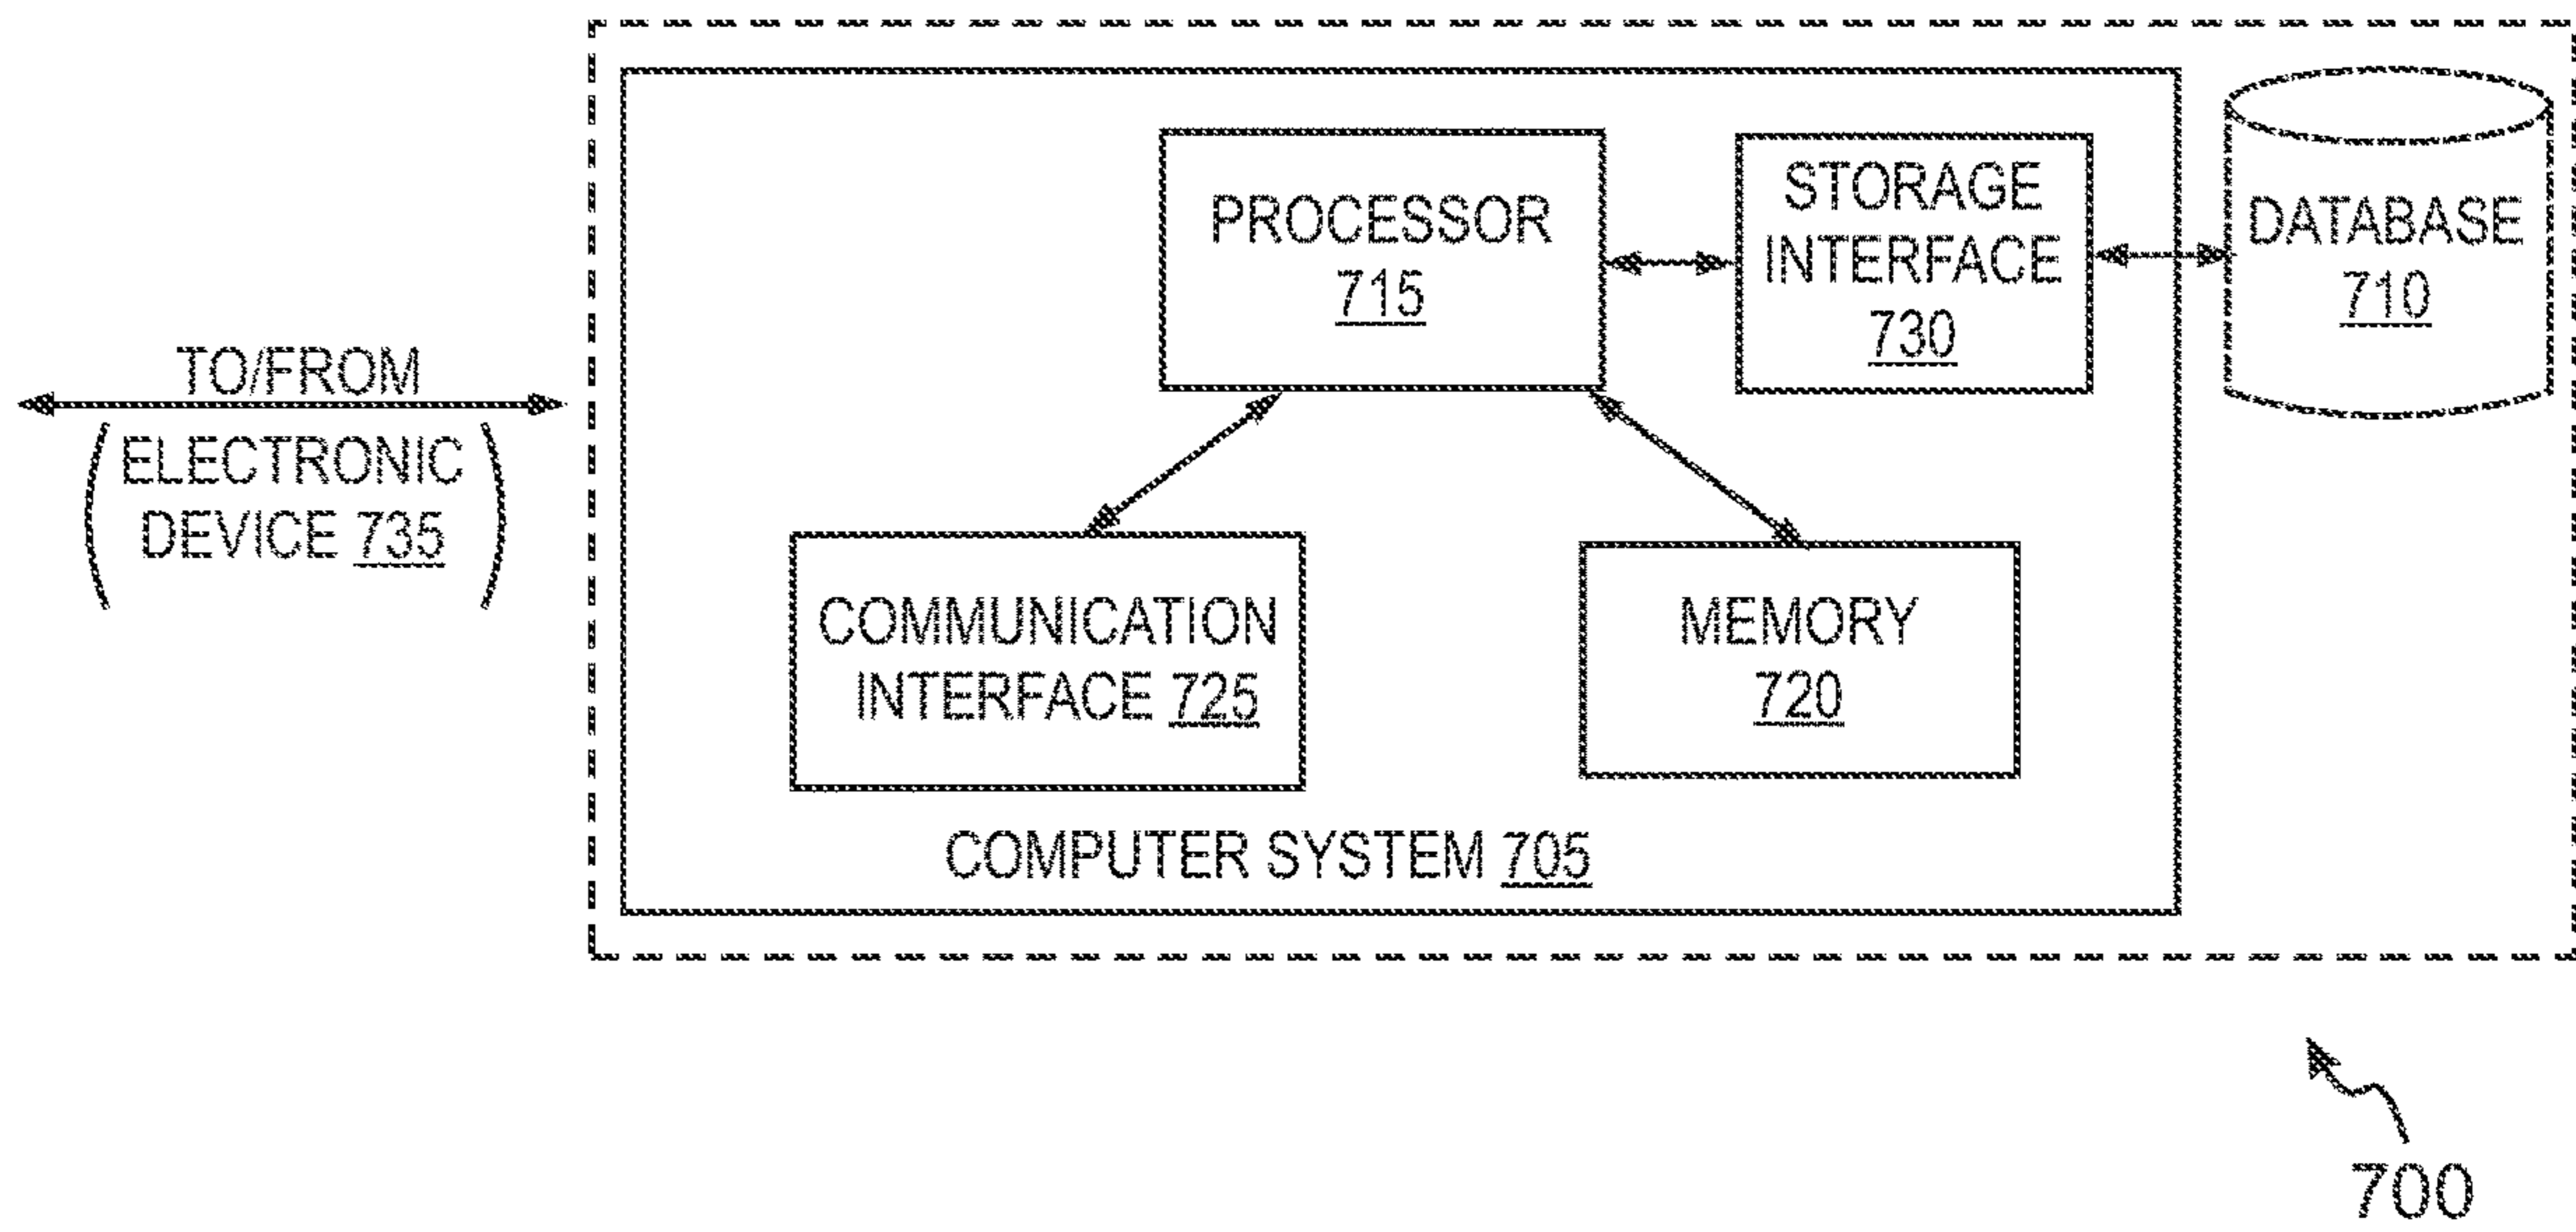 TO/FROM
ELECTRONIC
DEVICE 735
PROCESSOR
715
STORAGE
INTERFACE
730
DATABASE
710
COMMUNICATION
INTERFACE 725
MEMORY
720
COMPUTER SYSTEM 705
700